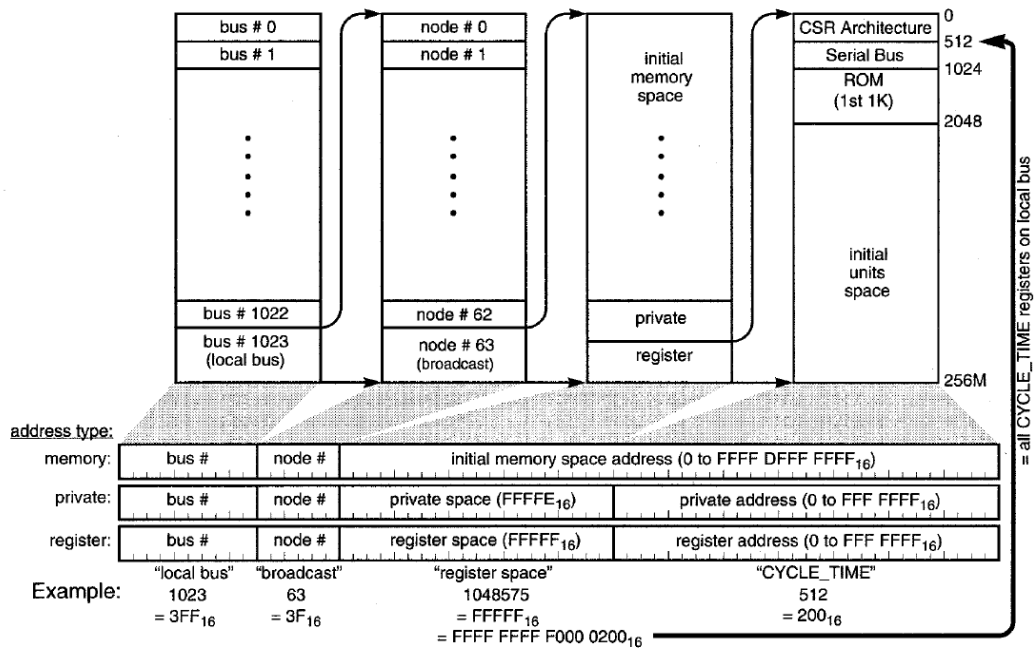 bus # 0
bus # 1
bus # 1022
bus # 1023
(local bus)
node # 0
node # 1
node # 62
node # 63
(broadcast)
initial
memory
space
private
register
CSR Architecture
Serial Bus
ROM
(1st 1K)
initial
units
space
0
512
1024
2048
256M
= all CYCLE_TIME registers on local bus
address type:
memory: bus # node # initial memory space address (0 to FFFF DFFF FFFF₁₆)
private: bus # node # private space (FFFFE₁₆) private address (0 to FFF FFFF₁₆)
register: bus # node # register space (FFFFF₁₆) register address (0 to FFF FFFF₁₆)
"local bus" "broadcast" "register space" "CYCLE_TIME"
Example: 1023 63 1048575 512
= 3FF₁₆ = 3F₁₆ = FFFFF₁₆ = 200₁₆
= FFFF FFFF F000 0200₁₆